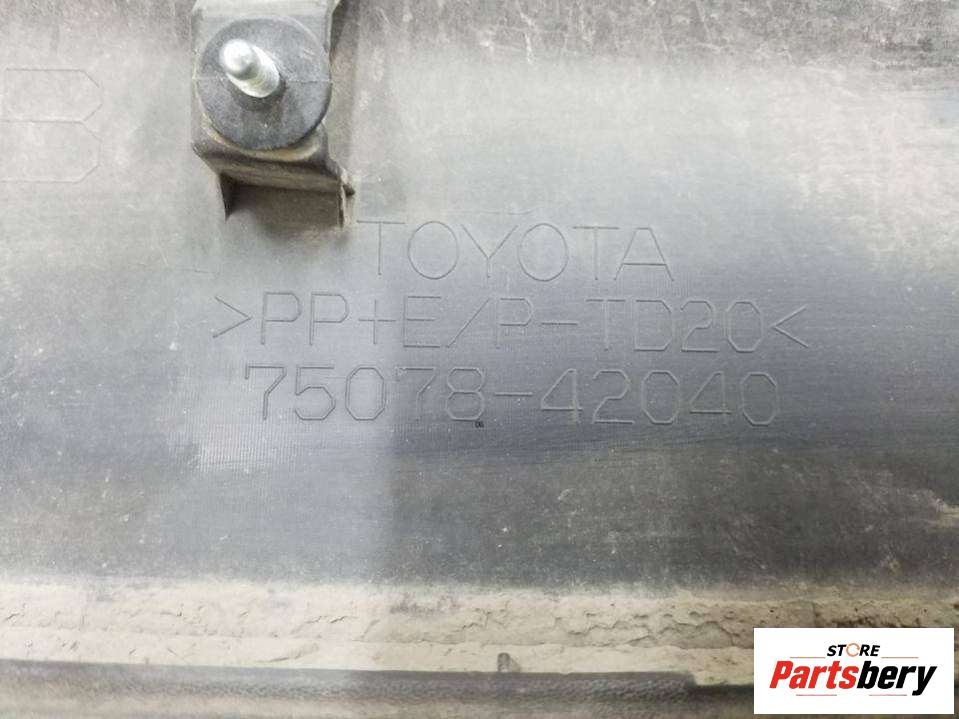 TOYOTA
>PP+E/P-TD20<
75078-42040
STORE
Partsbery